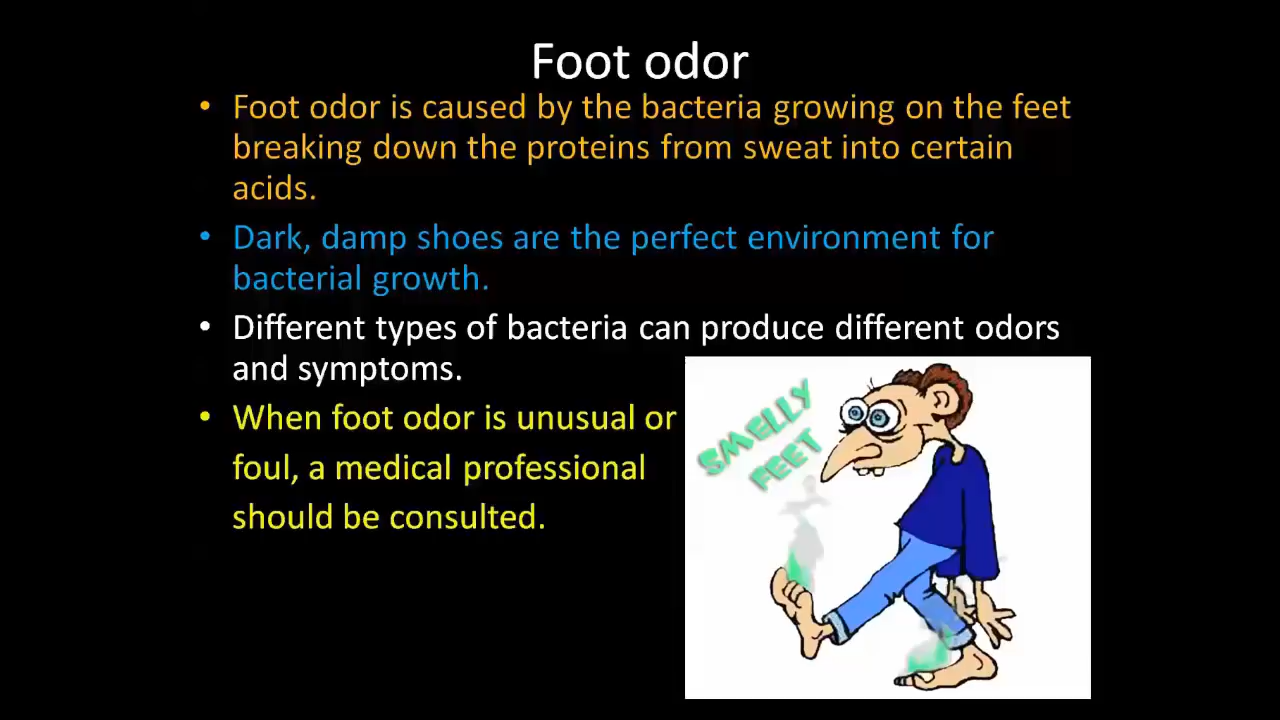 Foot odor
• Foot odor is caused by the bacteria growing on the feet
breaking down the proteins from sweat into certain
acids.
• Dark, damp shoes are the perfect environment for
bacterial growth.
• Different types of bacteria can produce different odors
and symptoms.
• When foot odor is unusual or
foul, a medical professional
should be consulted.
SMELLY
FEET